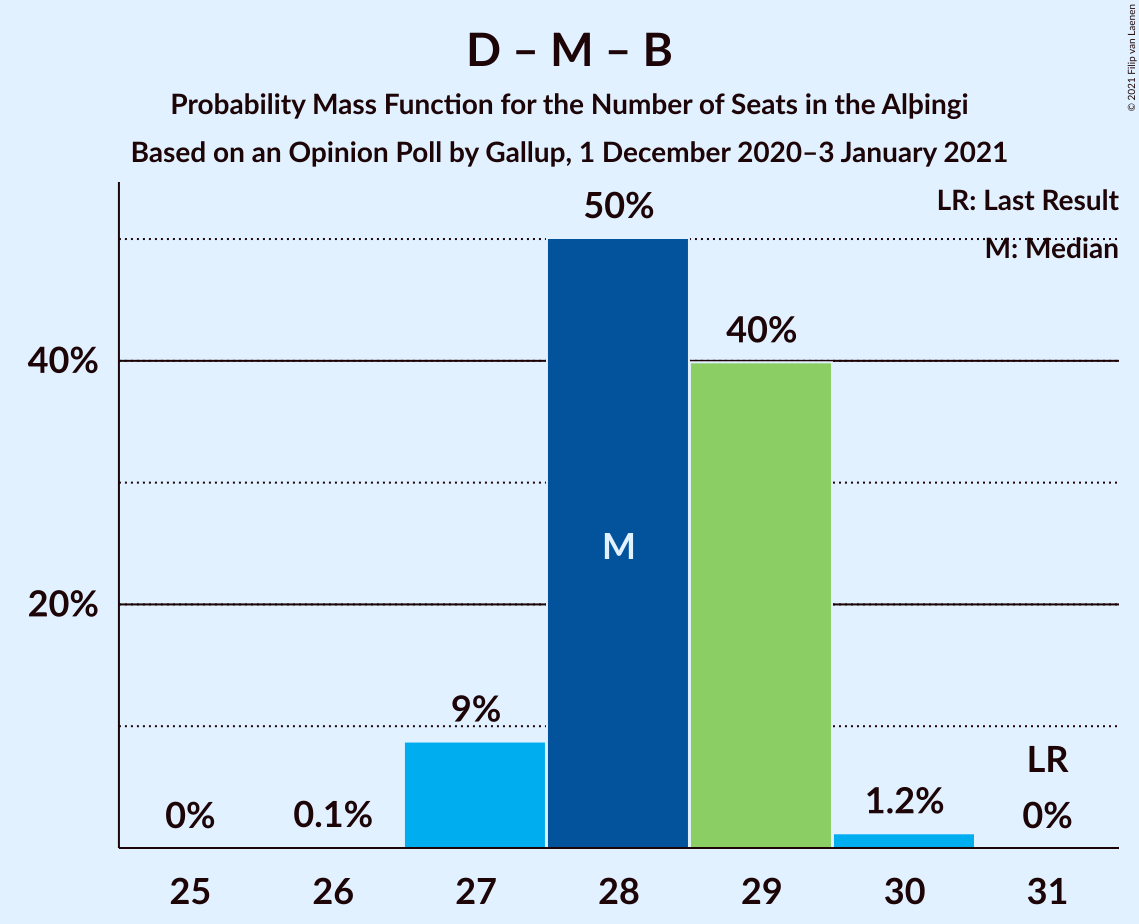 D – M – B
Probability Mass Function for the Number of Seats in the Alþingi
Based on an Opinion Poll by Gallup, 1 December 2020–3 January 2021
© 2021 Filip van Laenen
LR: Last Result
M: Median
50%
40%
40%
20%
M
9%
0%
0.1%
1.2%
LR
0%
25
26
27
28
29
30
31